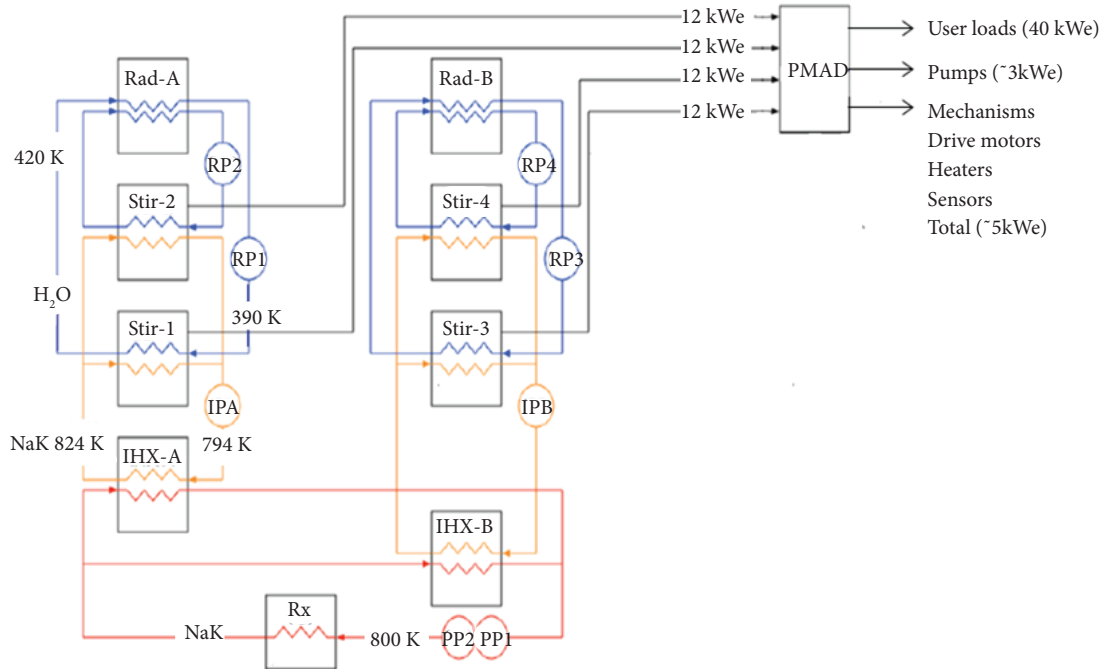 12 kWe
12 kWe
12 kWe
12 kWe
PMAD
User loads (40 kWe)
Pumps (~3kWe)
Mechanisms
Drive motors
Heaters
Sensors
Total (~5kWe)
Rad-A
Rad-B
420 K
RP2
RP4
Stir-2
Stir-4
RP1
RP3
H₂O
Stir-1
390 K
Stir-3
IPA
IPB
NaK 824 K
794 K
IHX-A
IHX-B
Rx
NaK
800 K
PP2
PP1